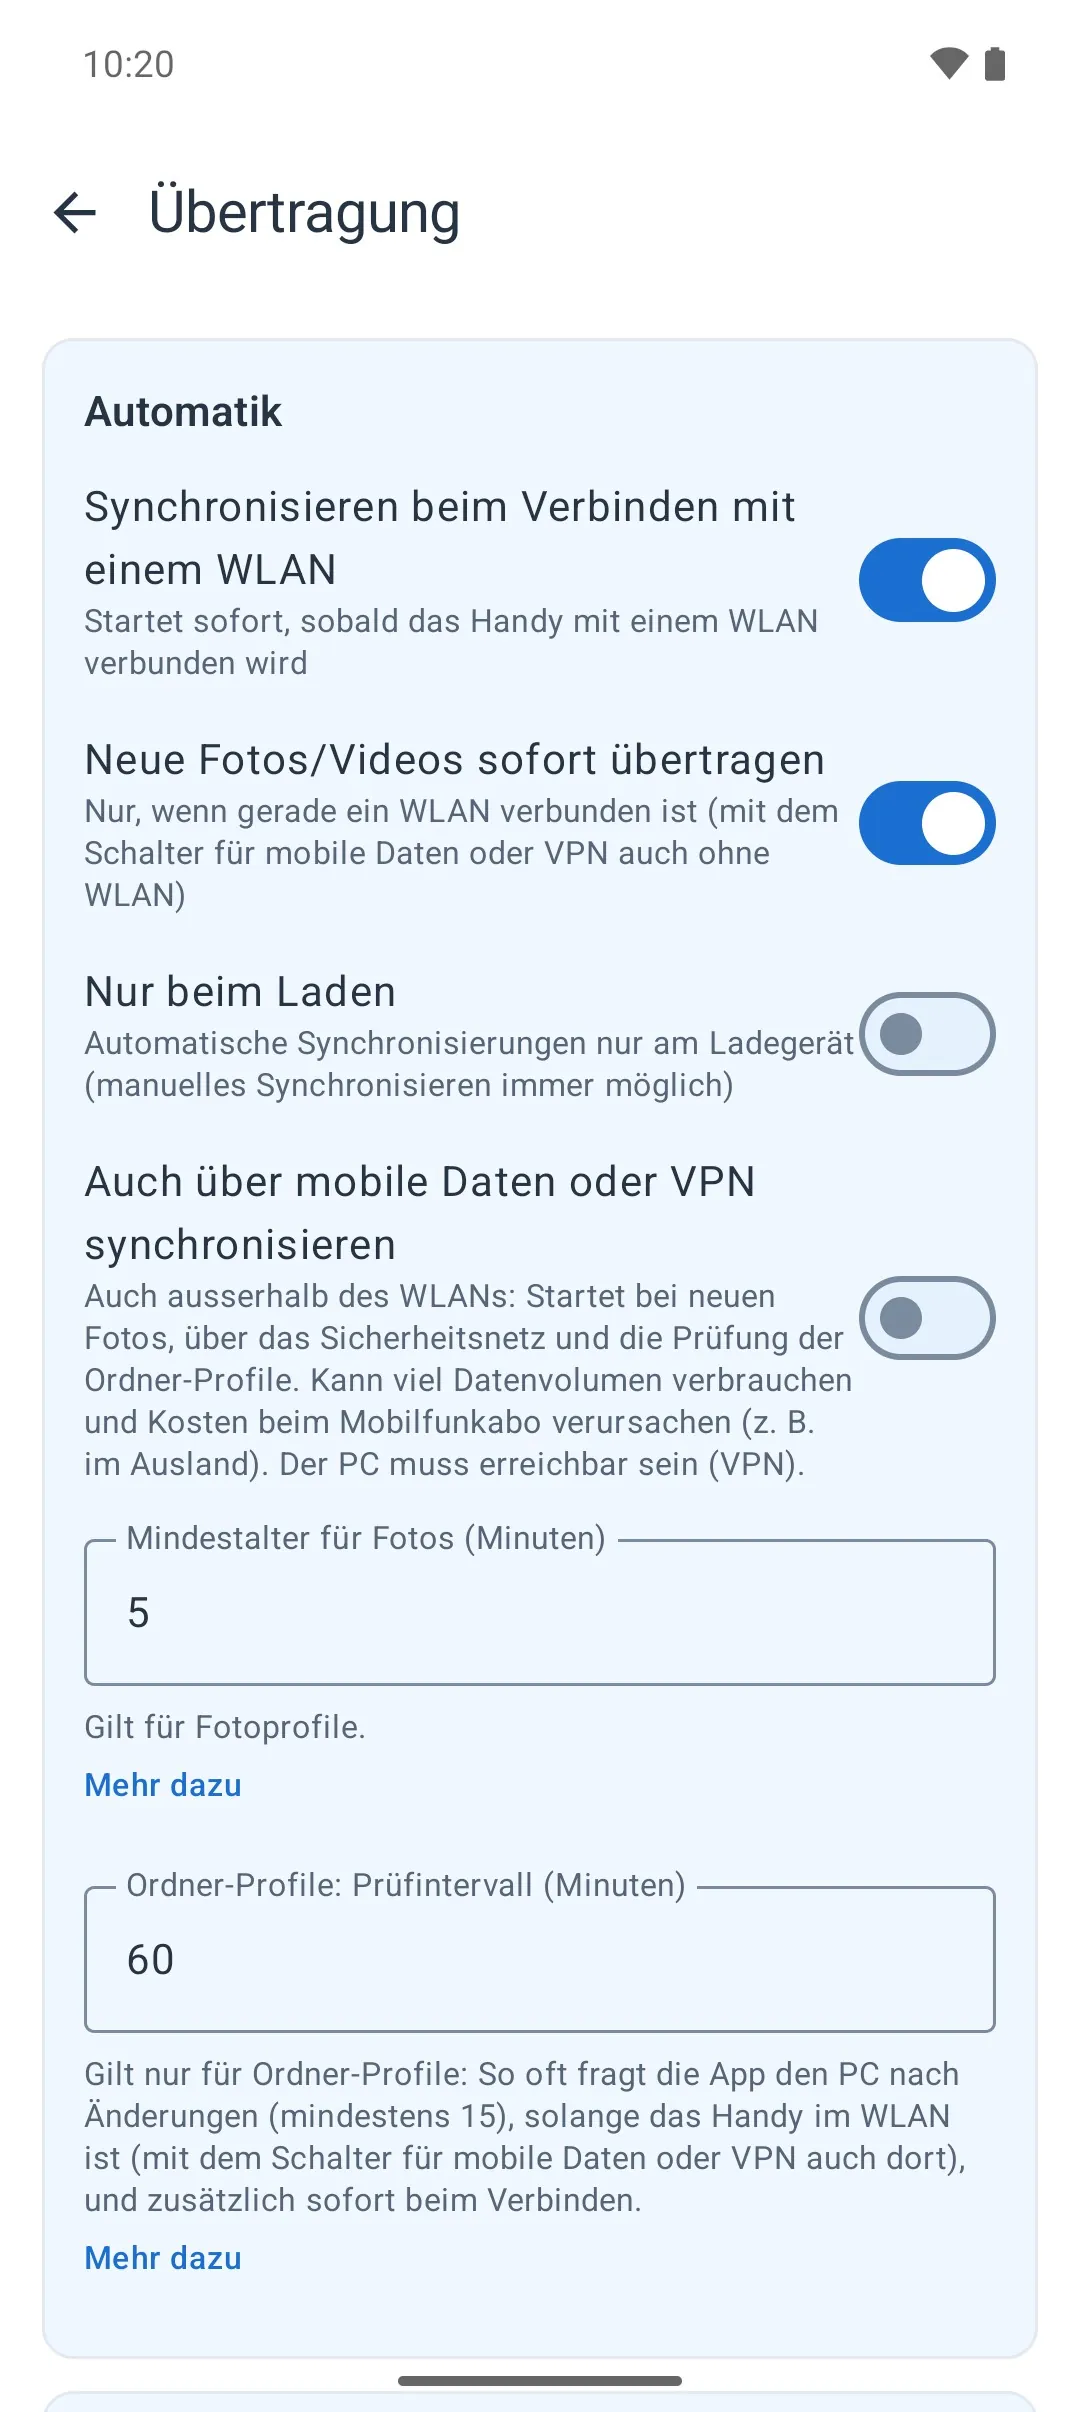 10:20
Übertragung
Automatik
Synchronisieren beim Verbinden mit
einem WLAN
Startet sofort, sobald das Handy mit einem WLAN
verbunden wird
Neue Fotos/Videos sofort übertragen
Nur, wenn gerade ein WLAN verbunden ist (mit dem
Schalter für mobile Daten oder VPN auch ohne
WLAN)
Nur beim Laden
Automatische Synchronisierungen nur am Ladegerät
(manuelles Synchronisieren immer möglich)
Auch über mobile Daten oder VPN
synchronisieren
Auch ausserhalb des WLANs: Startet bei neuen
Fotos, über das Sicherheitsnetz und die Prüfung der
Ordner-Profile. Kann viel Datenvolumen verbrauchen
und Kosten beim Mobilfunkabo verursachen (z. B.
im Ausland). Der PC muss erreichbar sein (VPN).
Mindestalter für Fotos (Minuten)
5
Gilt für Fotoprofile.
Mehr dazu
Ordner-Profile: Prüfintervall (Minuten)
60
Gilt nur für Ordner-Profile: So oft fragt die App den PC nach
Änderungen (mindestens 15), solange das Handy im WLAN
ist (mit dem Schalter für mobile Daten oder VPN auch dort),
und zusätzlich sofort beim Verbinden.
Mehr dazu